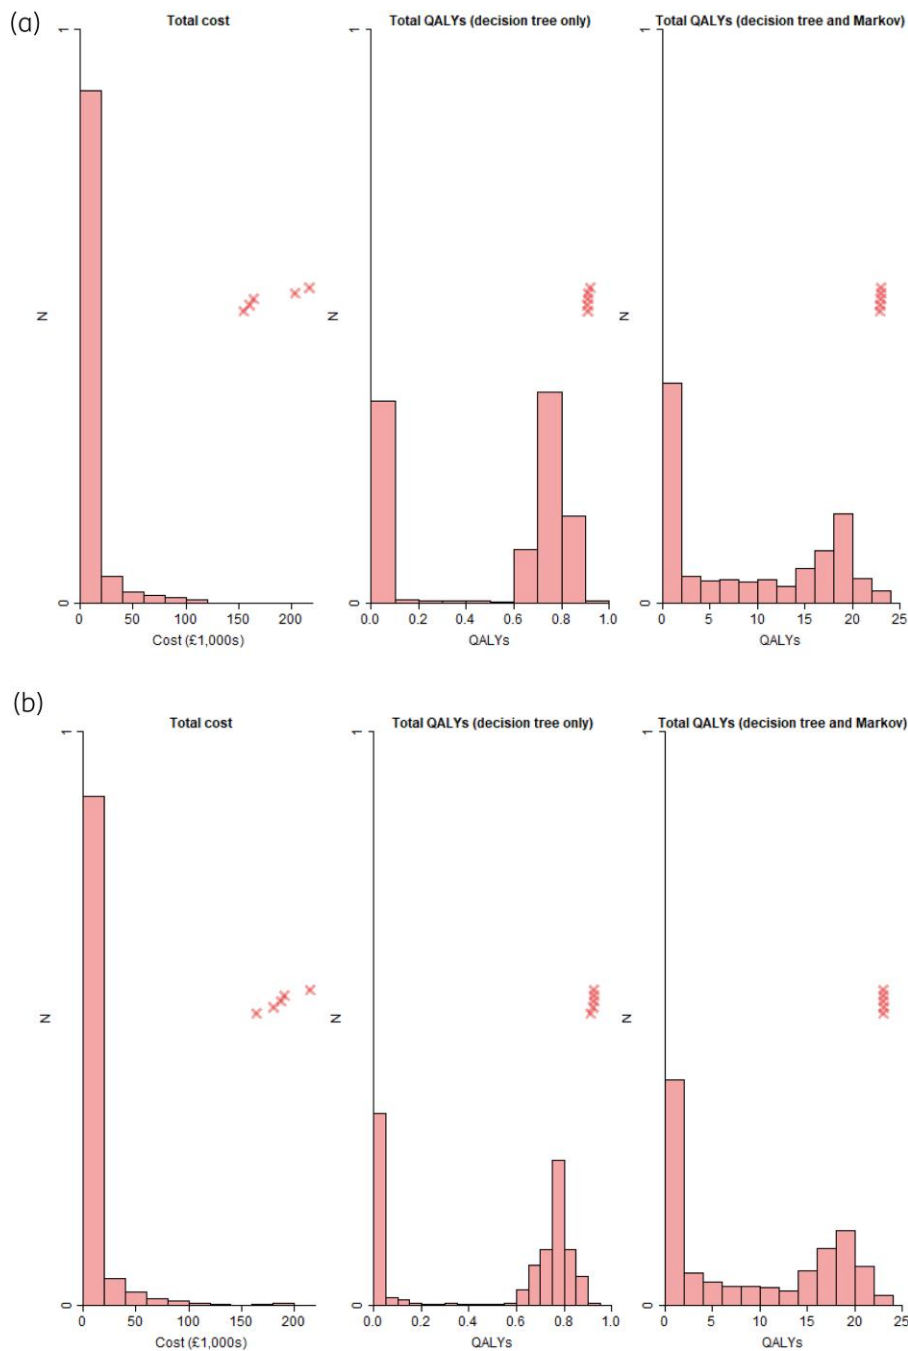 (a)
Total cost
Total QALYs (decision tree only)
Total QALYs (decision tree and Markov)
1
1
1
N
N
N
0
0
0
0 50 100 150 200
0.0 0.2 0.4 0.6 0.8 1.0
0 5 10 15 20 25
Cost (£1,000s)
QALYs
QALYs
(b)
Total cost
Total QALYs (decision tree only)
Total QALYs (decision tree and Markov)
1
1
1
N
N
N
0
0
0
0 50 100 150 200
0.0 0.2 0.4 0.6 0.8 1.0
0 5 10 15 20 25
Cost (£1,000s)
QALYs
QALYs